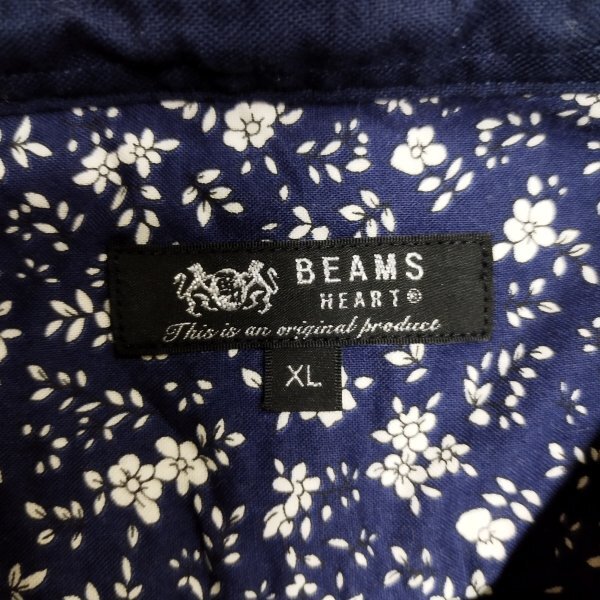 BEAMS
HEART®
This is an original product
XL